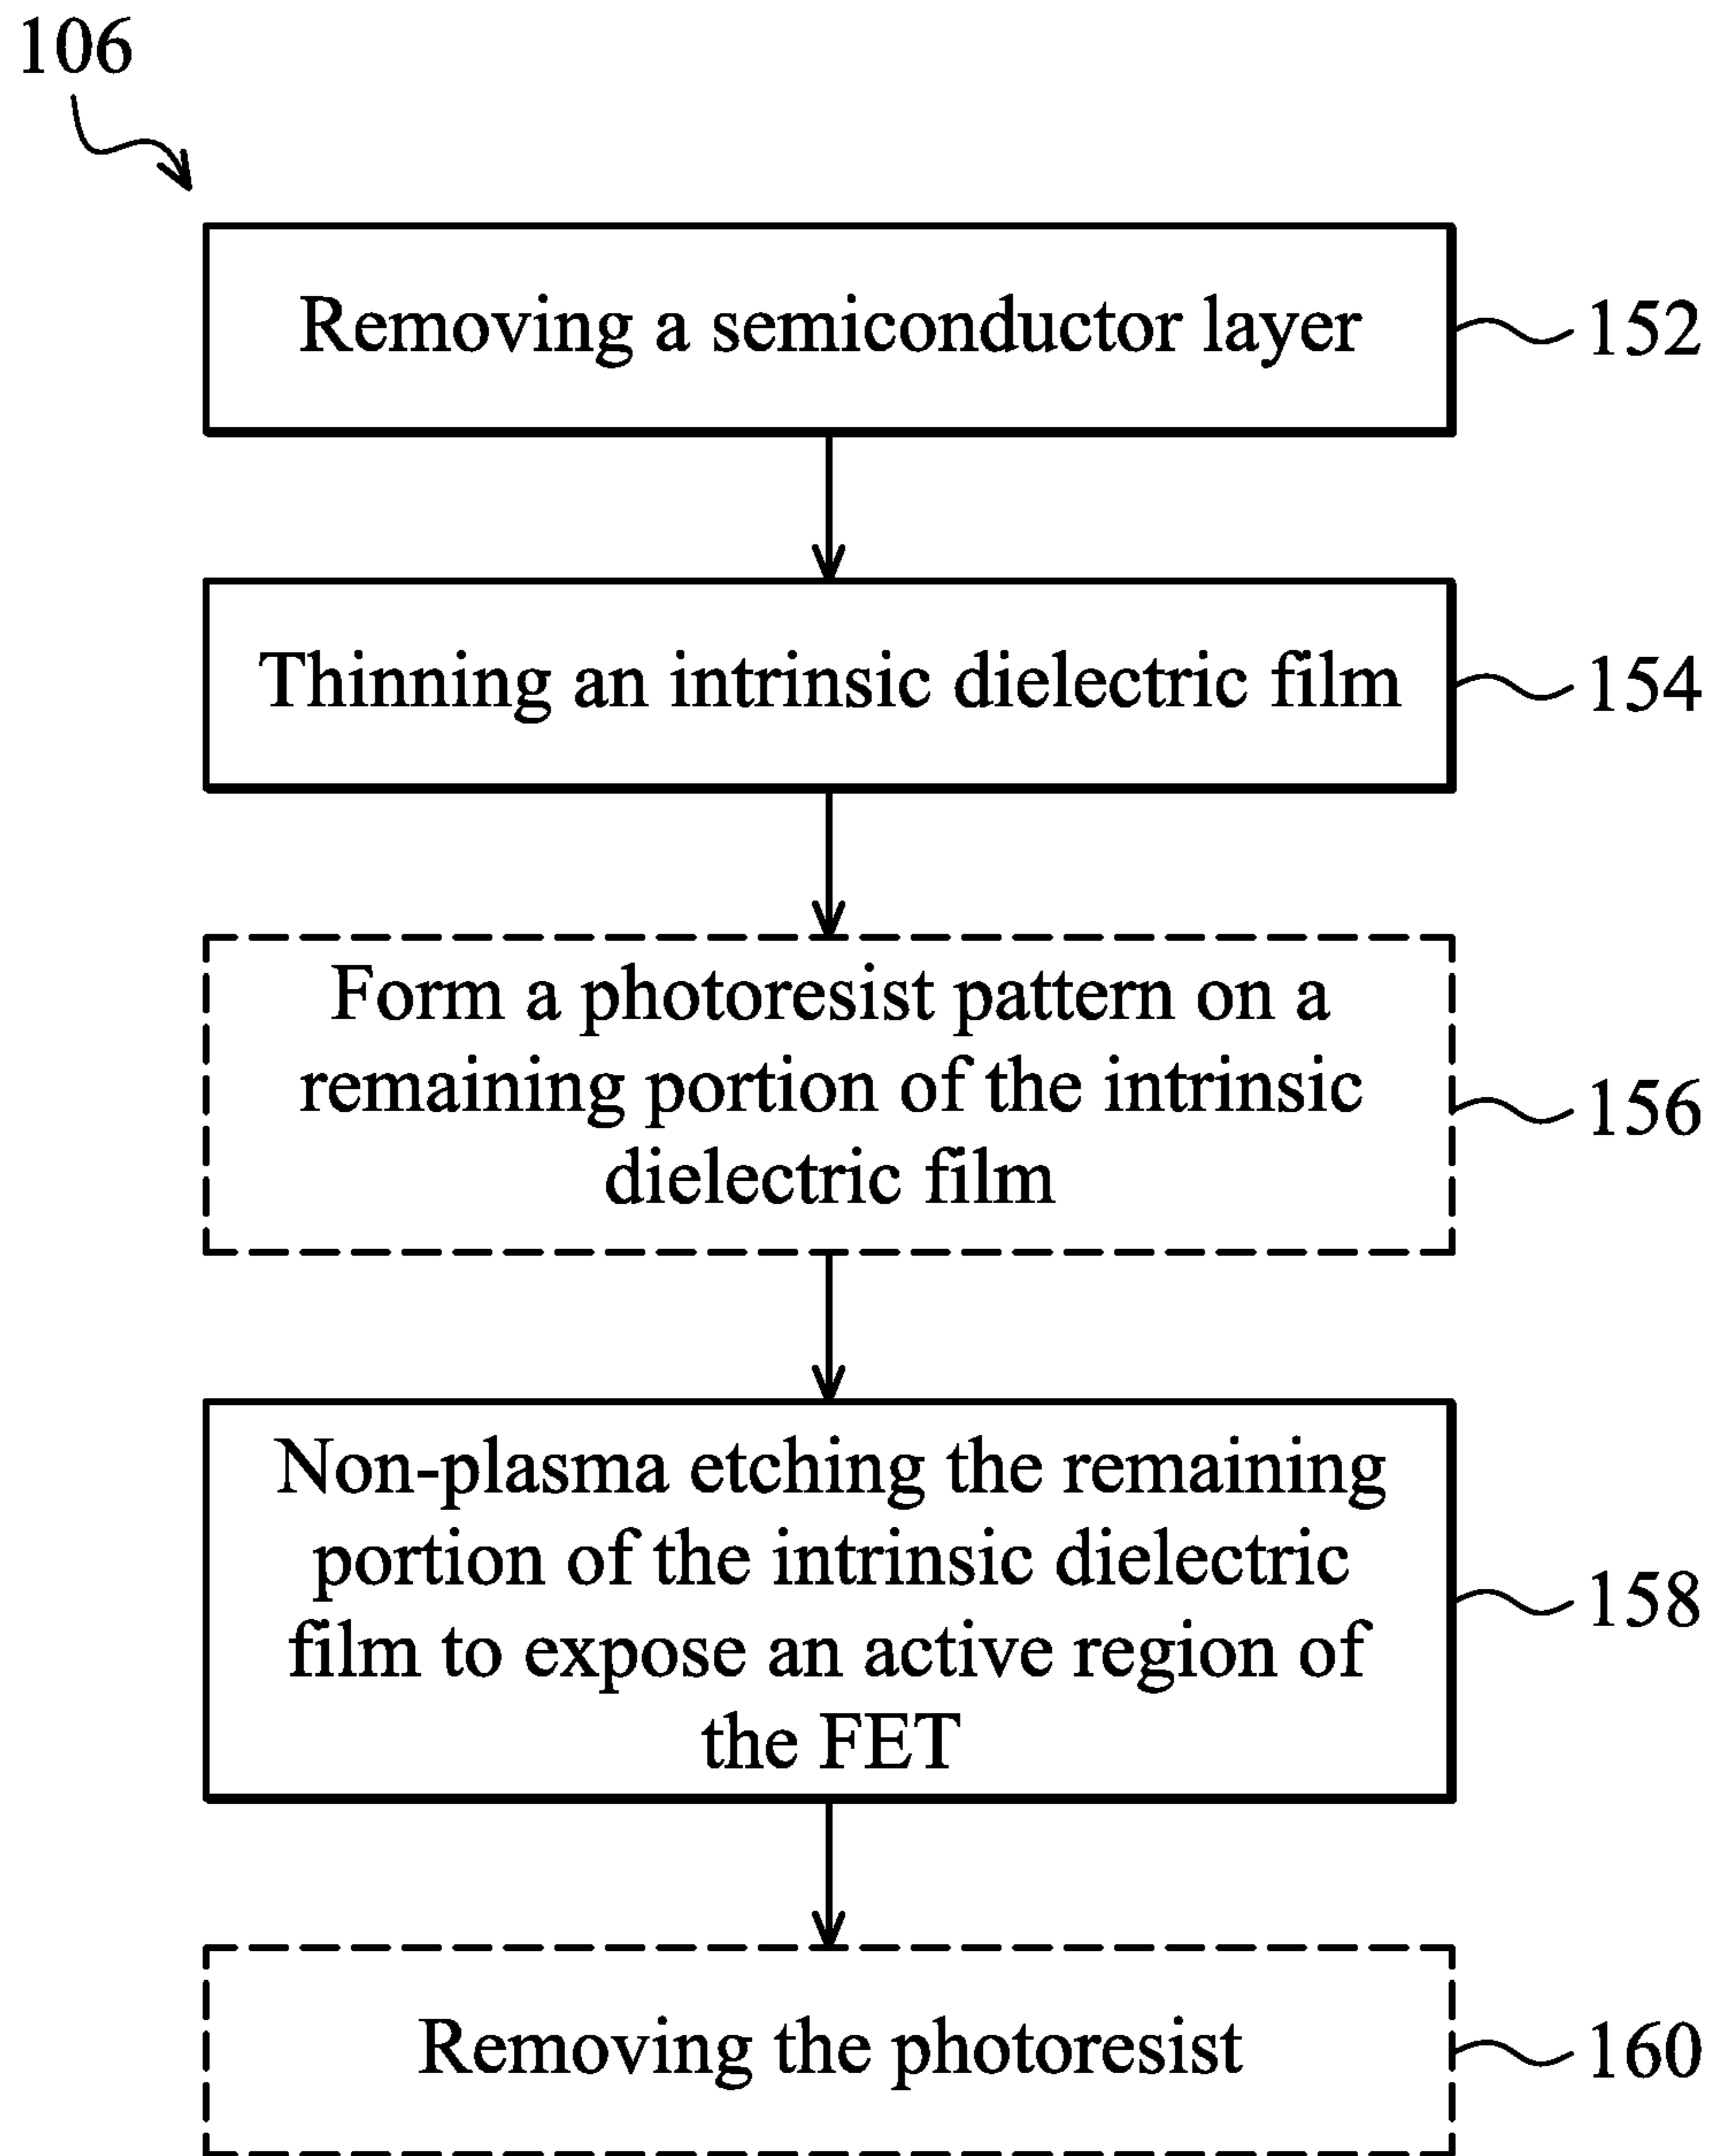 106
Removing a semiconductor layer
152
Thinning an intrinsic dielectric film
154
Form a photoresist pattern on a
remaining portion of the intrinsic
dielectric film
156
Non-plasma etching the remaining
portion of the intrinsic dielectric
film to expose an active region of
the FET
158
Removing the photoresist
160